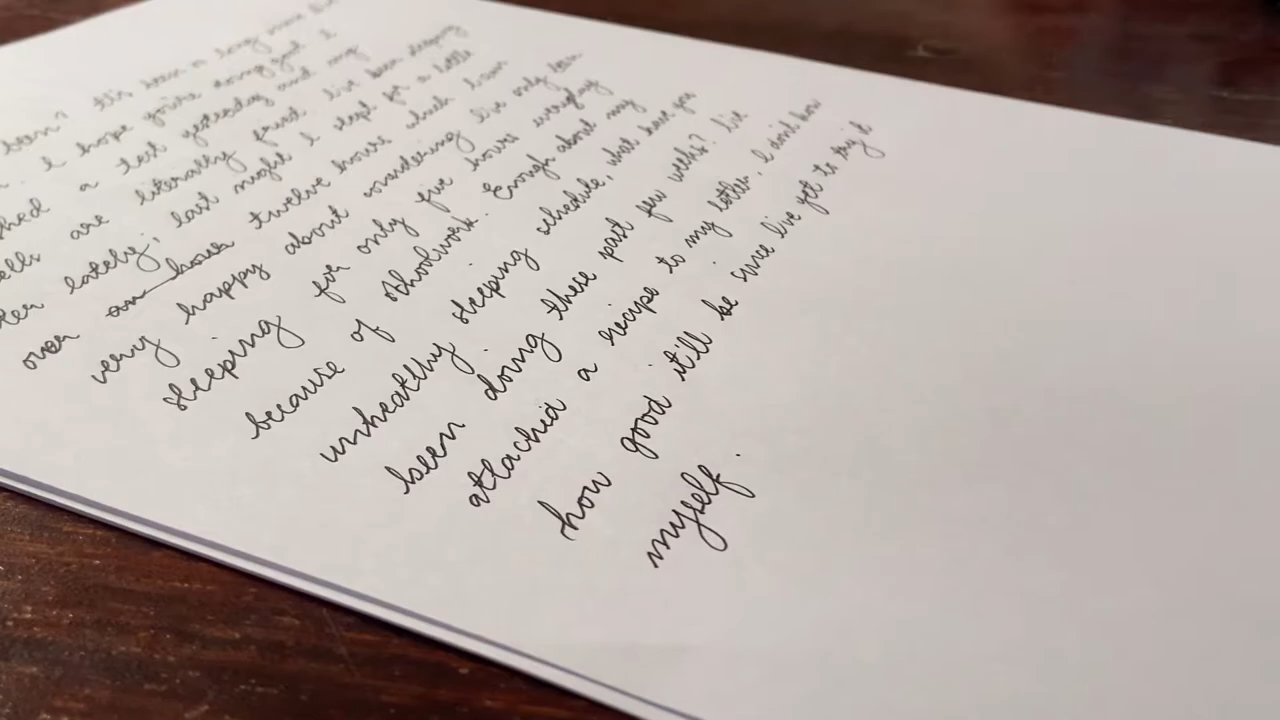 been? It's been a long time
I hope you're doing good. I
a test yesterday and my
cells are literally fried. I've been sleeping
lately, last night I slept for a little
over an hour twelve hours which I am
very happy about considering I've only been
sleeping for only five hours everyday
because of schoolwork. Enough about my
unhealthy sleeping schedule, what have you
been doing these past few weeks? I've
attached a recipe to my letter, I don't know
how good it'll be since I've yet to try it
myself.